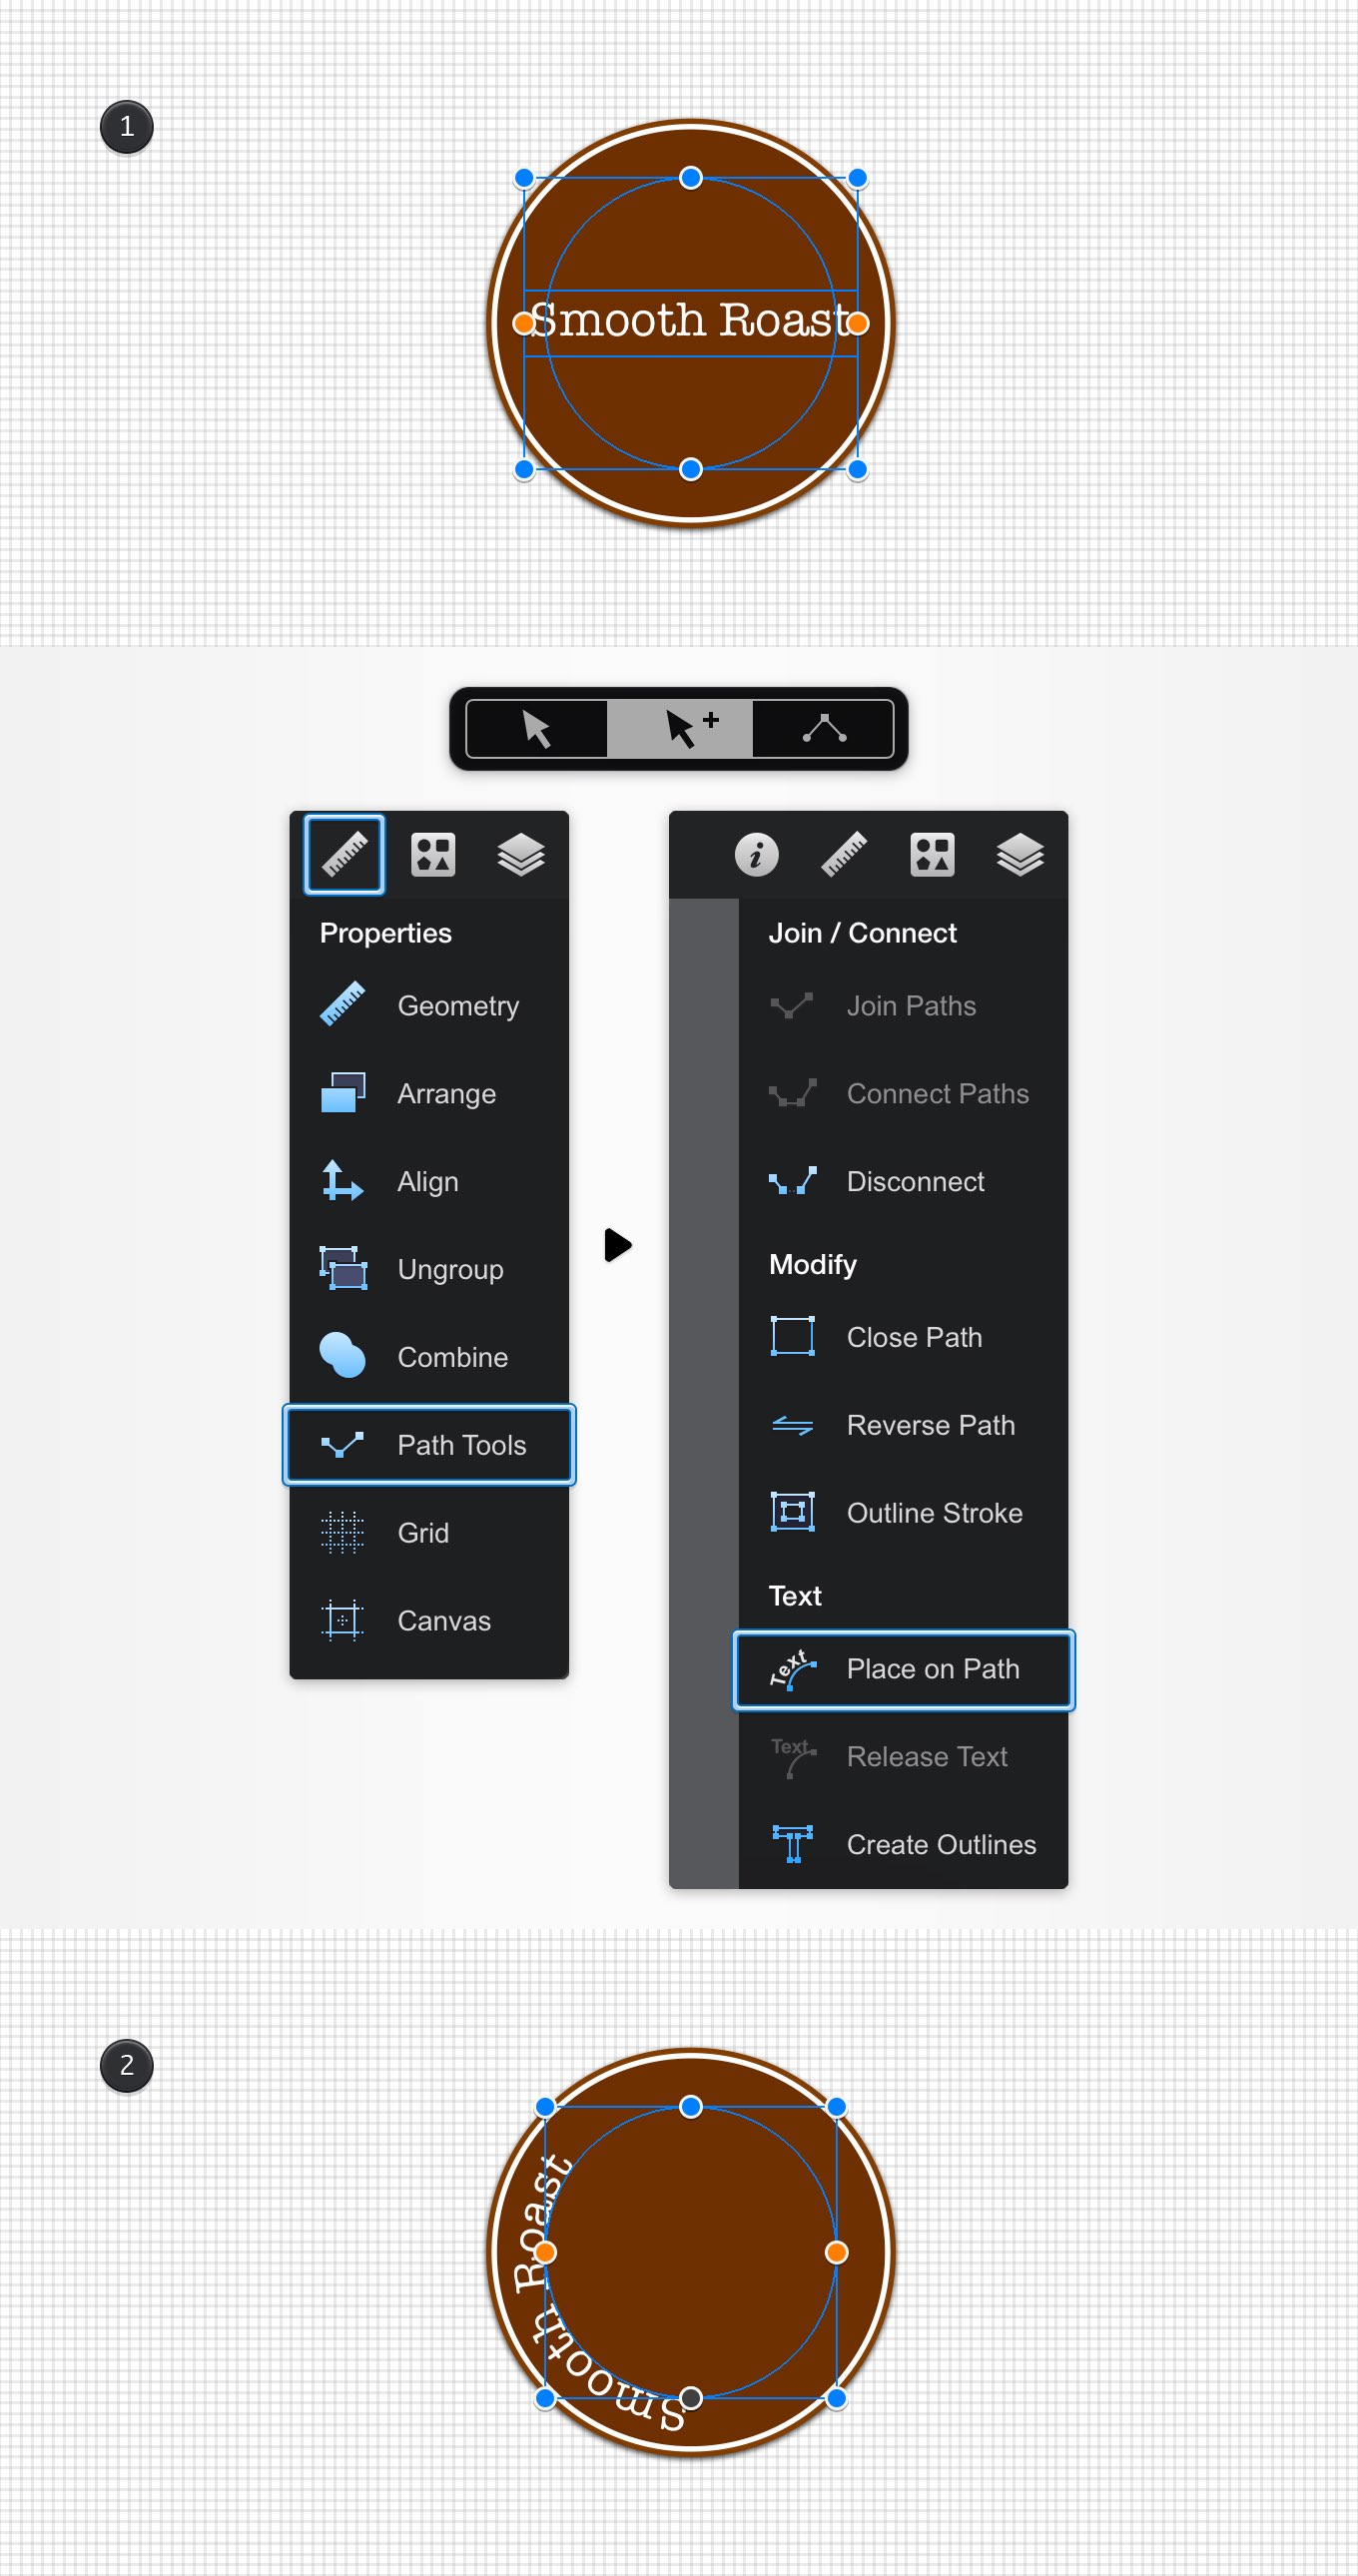 1
Smooth Roast
Properties
Geometry
Arrange
Align
Ungroup
Combine
Path Tools
Grid
Canvas
i
Join / Connect
Join Paths
Connect Paths
Disconnect
Modify
Close Path
Reverse Path
Outline Stroke
Text
Text
Place on Path
Text
Release Text
Create Outlines
2
Smooth Roast